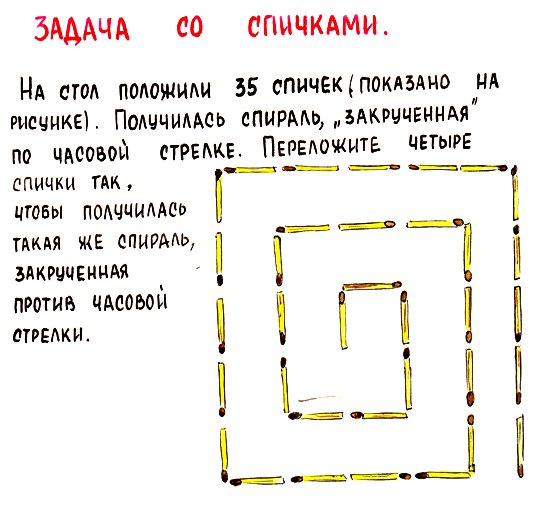 ЗАДАЧА СО СПИЧКАМИ.
НА СТОЛ ПОЛОЖИЛИ 35 СПИЧЕК (ПОКАЗАНО НА
РИСУНКЕ). ПОЛУЧИЛАСЬ СПИРАЛЬ, „ЗАКРУЧЕННАЯ"
ПО ЧАСОВОЙ СТРЕЛКЕ. ПЕРЕЛОЖИТЕ ЧЕТЫРЕ
СПИЧКИ ТАК,
ЧТОБЫ ПОЛУЧИЛАСЬ
ТАКАЯ ЖЕ СПИРАЛЬ,
ЗАКРУЧЕННАЯ
ПРОТИВ ЧАСОВОЙ
СТРЕЛКИ.